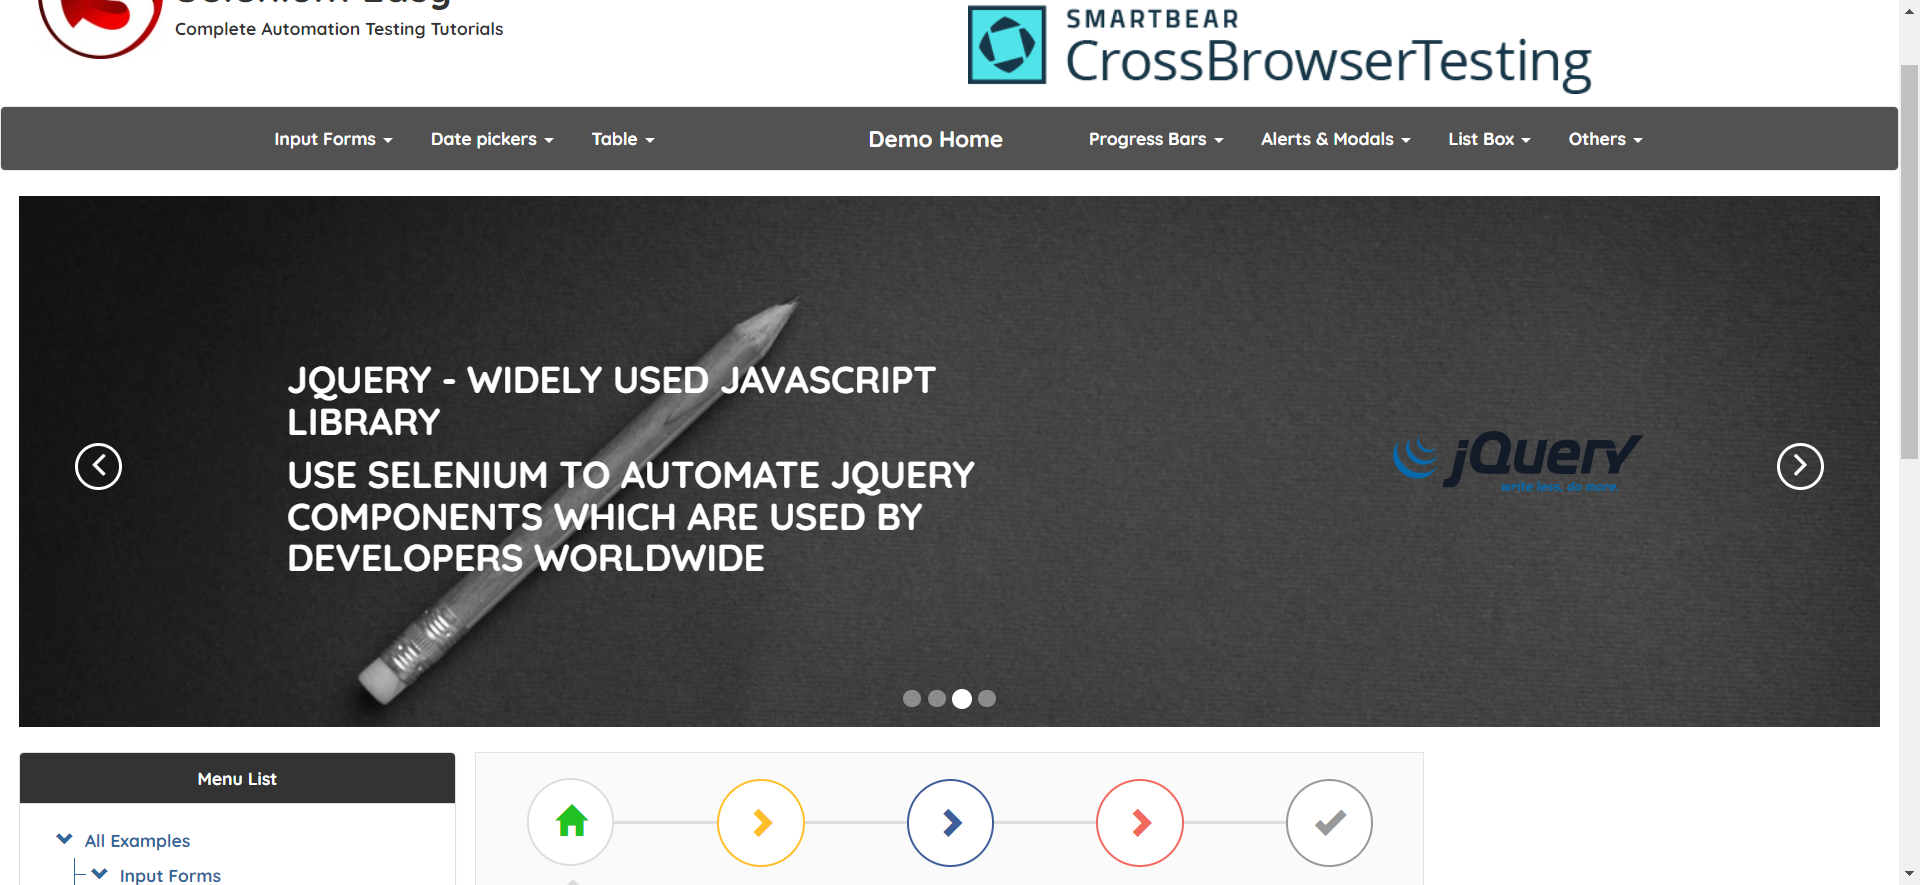 Selenium Easy
Complete Automation Testing Tutorials
SMARTBEAR
CrossBrowserTesting
Input Forms Date pickers Table Demo Home Progress Bars Alerts & Modals List Box Others
JQUERY - WIDELY USED JAVASCRIPT
LIBRARY
USE SELENIUM TO AUTOMATE JQUERY
COMPONENTS WHICH ARE USED BY
DEVELOPERS WORLDWIDE
jQuery
write less. do more.
Menu List
All Examples
Input Forms